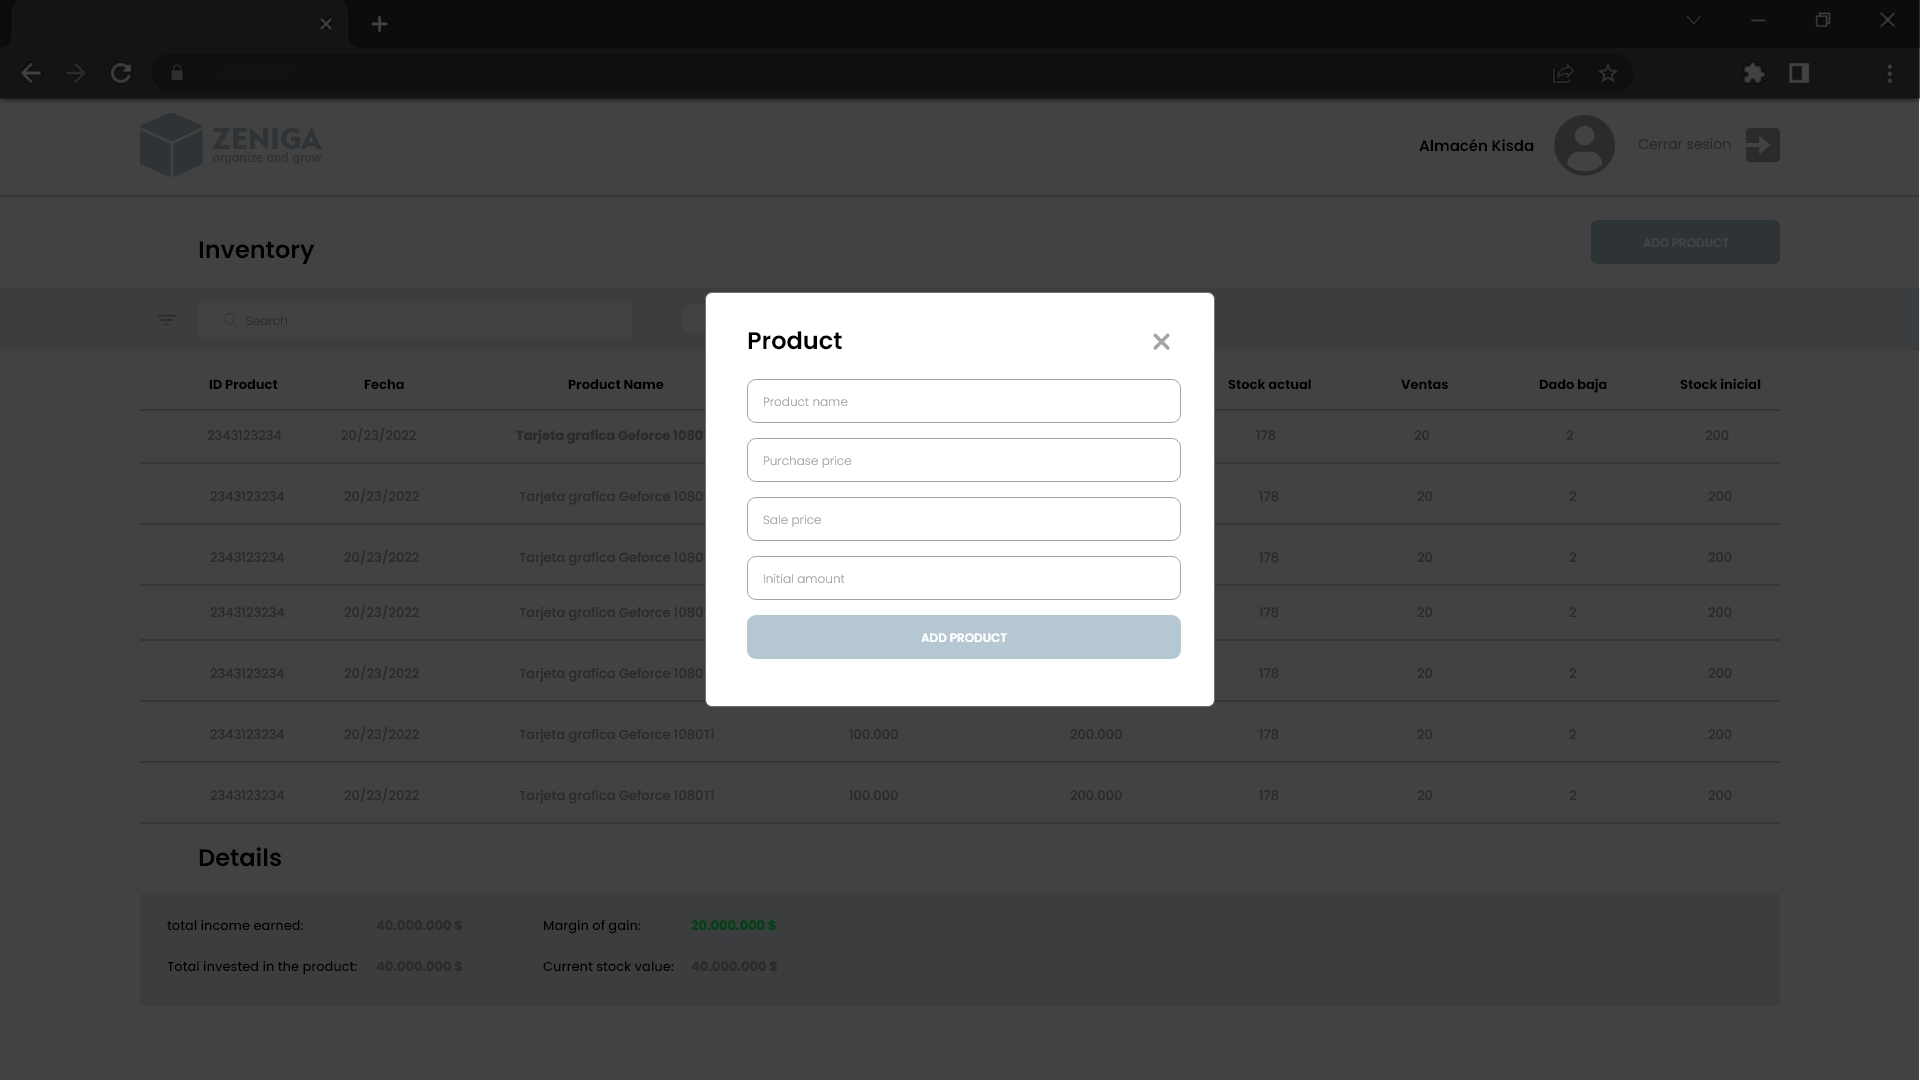 ZENIGA
organize and grow
Almacén Kisda
Cerrar sesion
Inventory
ADD PRODUCT
Search
Product
Product name
Purchase price
Sale price
Initial amount
ADD PRODUCT
ID Product Fecha Product Name Stock actual Ventas Dado baja Stock inicial
2343123234 20/23/2022 Tarjeta grafica Geforce 1080 178 20 2 200
2343123234 20/23/2022 Tarjeta grafica Geforce 1080 178 20 2 200
2343123234 20/23/2022 Tarjeta grafica Geforce 1080 178 20 2 200
2343123234 20/23/2022 Tarjeta grafica Geforce 1080 178 20 2 200
2343123234 20/23/2022 Tarjeta grafica Geforce 1080 178 20 2 200
2343123234 20/23/2022 Tarjeta grafica Geforce 1080Ti 100.000 200.000 178 20 2 200
2343123234 20/23/2022 Tarjeta grafica Geforce 1080Ti 100.000 200.000 178 20 2 200
Details
total income earned: 40.000.000 $ Margin of gain: 20.000.000 $
Total invested in the product: 40.000.000 $ Current stock value: 40.000.000 $